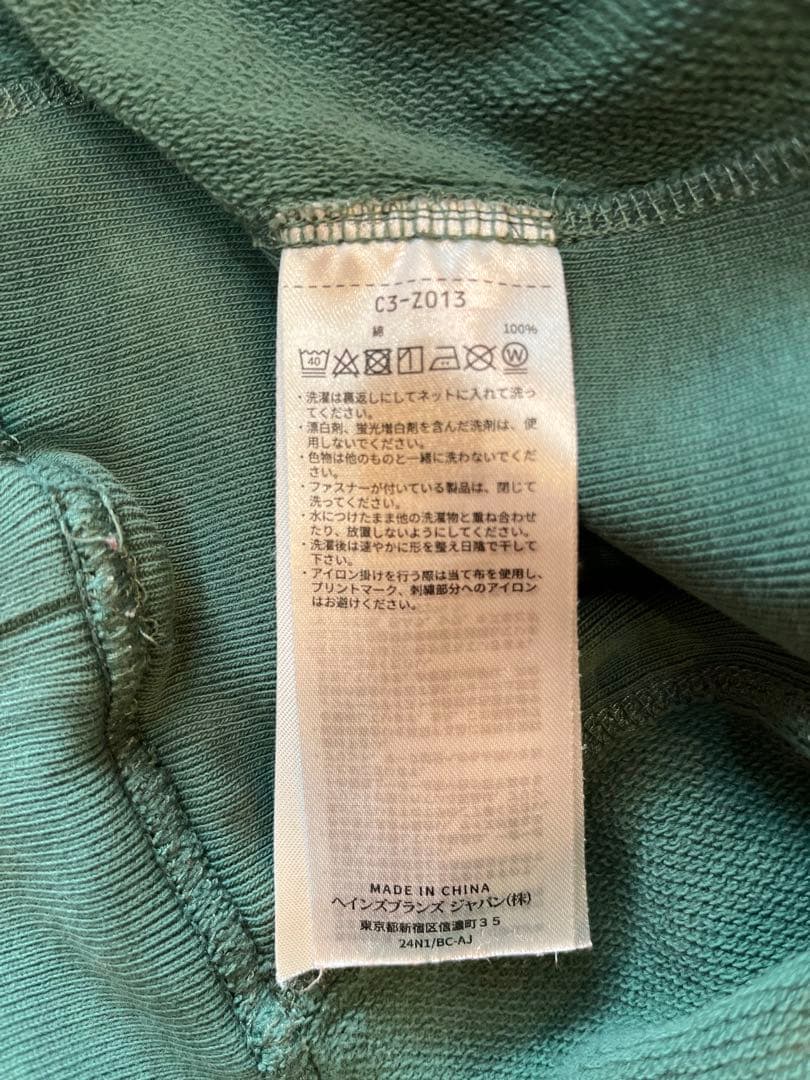 C3-Z013
綿 100%
40 W
・洗濯は裏返しにしてネットに入れて洗っ
てください。
・漂白剤、蛍光増白剤を含んだ洗剤は、使
用しないでください。
・色物は他のものと一緒に洗わないでくだ
さい。
・ファスナーが付いている製品は、閉じて
洗ってください。
・水につけたまま他の洗濯物と重ね合わせ
たり、放置しないようにしてください。
・洗濯後は速やかに形を整え日陰で干して
下さい。
・アイロン掛けを行う際は当て布を使用し、
プリントマーク、刺繍部分へのアイロン
はお避けください。
MADE IN CHINA
ヘインズブランズ ジャパン(株)
東京都新宿区信濃町35
24N1/BC-AJ